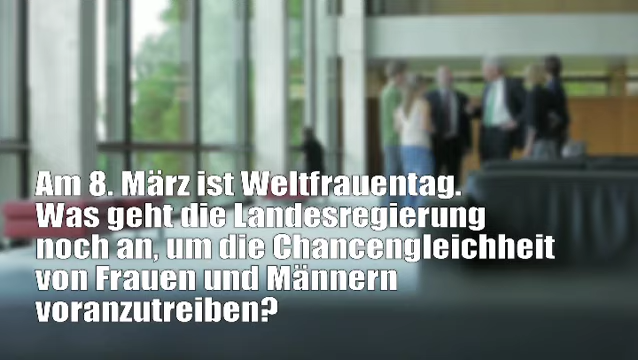 Am 8. März ist Weltfrauentag.
Was geht die Landesregierung
noch an, um die Chancengleichheit
von Frauen und Männern
voranzutreiben?